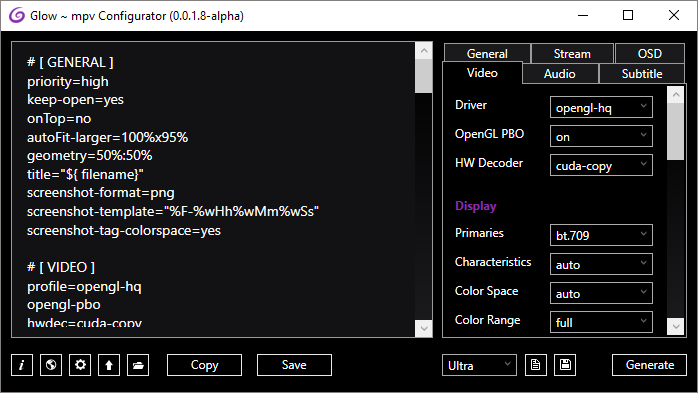 Glow ~ mpv Configurator (0.0.1.8-alpha)
# [ GENERAL ]
priority=high
keep-open=yes
onTop=no
autoFit-larger=100%x95%
geometry=50%:50%
title="${ filename}"
screenshot-format=png
screenshot-template="%F-%wHh%wMm%wSs"
screenshot-tag-colorspace=yes
# [ VIDEO ]
profile=opengl-hq
opengl-pbo
hwdec=cuda-copy
General Stream OSD
Video Audio Subtitle
Driver opengl-hq
OpenGL PBO on
HW Decoder cuda-copy
Display
Primaries bt.709
Characteristics auto
Color Space auto
Color Range full
i Copy Save Ultra Generate